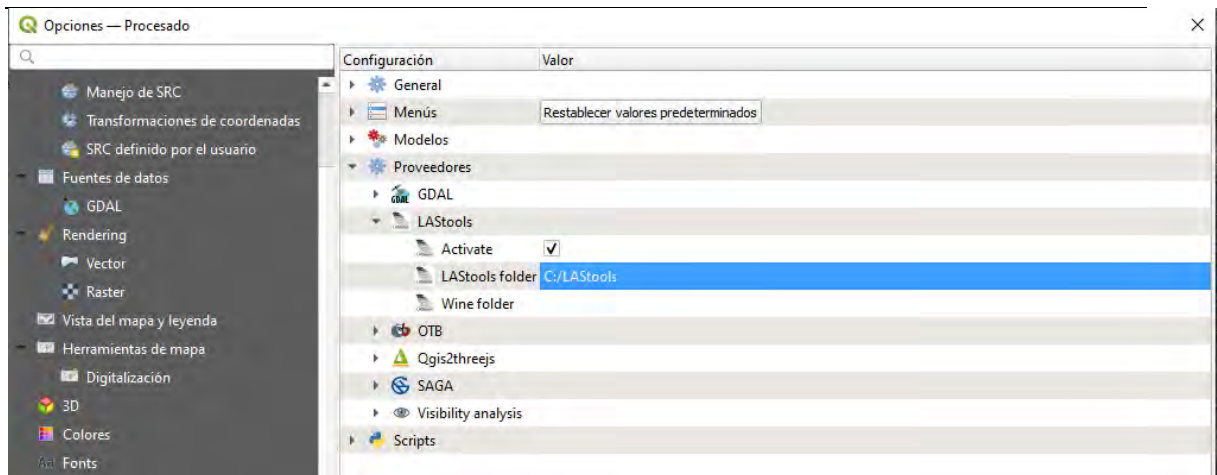 Opciones — Procesado
Configuración Valor
Manejo de SRC
Transformaciones de coordenadas
SRC definido por el usuario
Fuentes de datos
GDAL
Rendering
Vector
Raster
Vista del mapa y leyenda
Herramientas de mapa
Digitalización
3D
Colores
Fonts
General
Menús Restablecer valores predeterminados
Modelos
Proveedores
GDAL
LAStools
Activate
LAStools folder C:/LAStools
Wine folder
OTB
Qgis2threejs
SAGA
Visibility analysis
Scripts